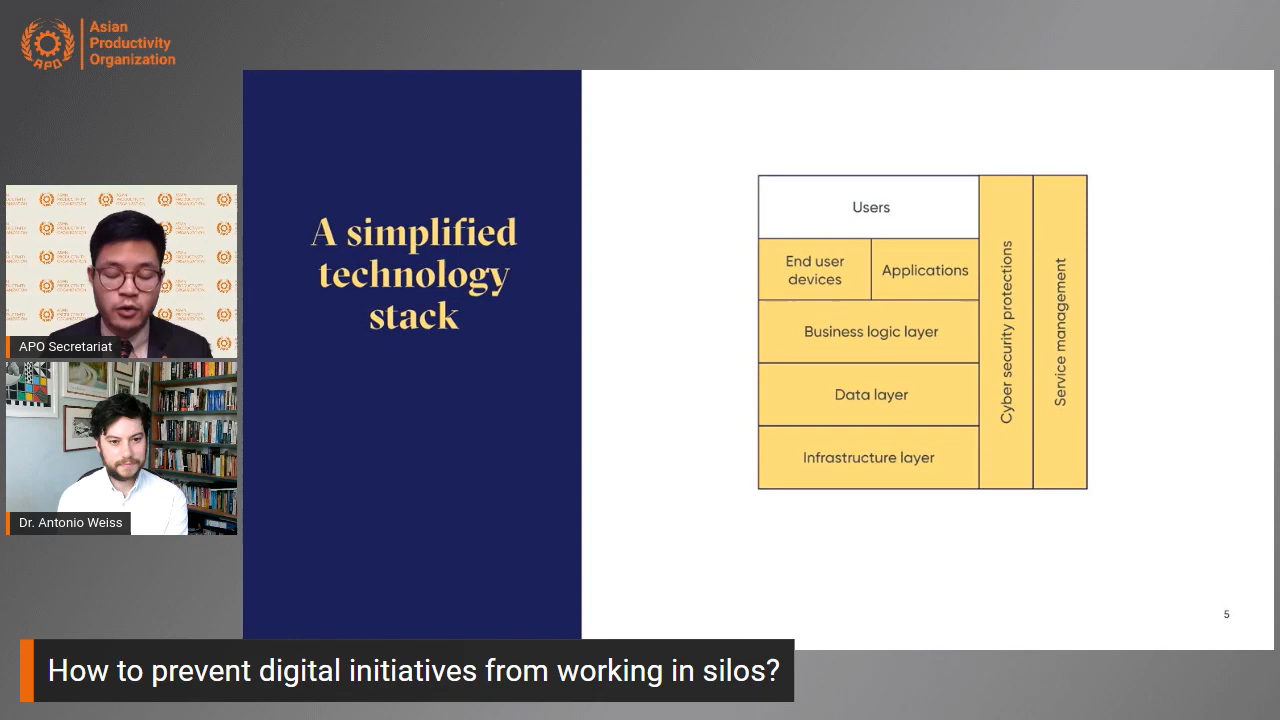 Asian
Productivity
Organization
APO
A simplified
technology
stack
Users
End user
devices
Applications
Business logic layer
Data layer
Infrastructure layer
Cyber security protections
Service management
5
APO Secretariat
Dr. Antonio Weiss
How to prevent digital initiatives from working in silos?